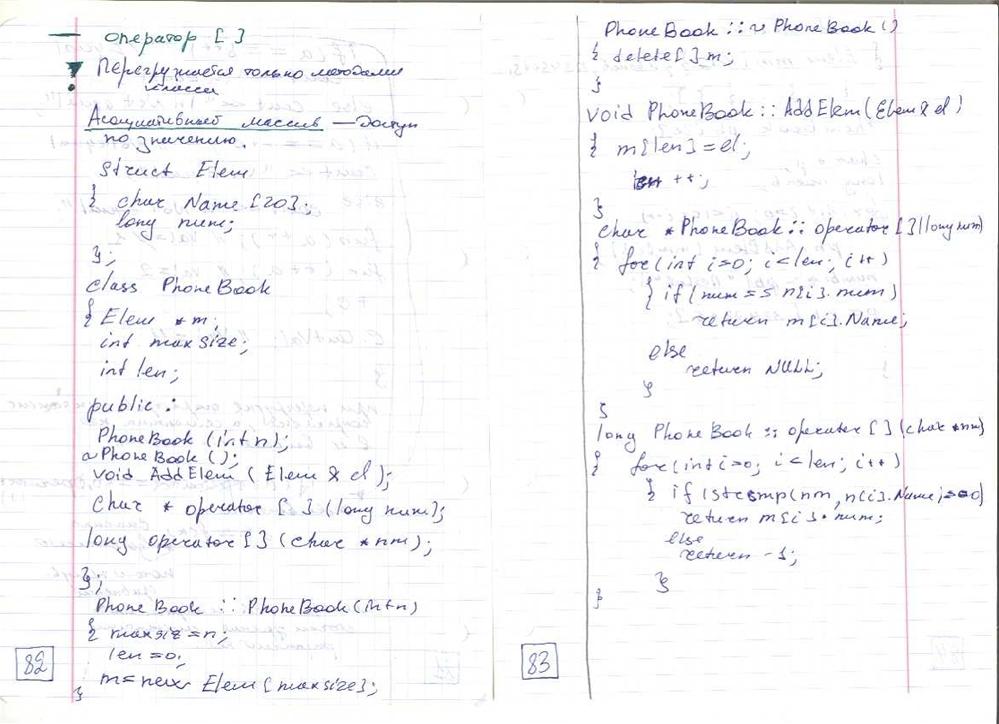 — оператор [ ]
! Перегружается только методами
класса
Ассоциативный массив — доступ
по значению.
struct Elem
{ char Name [20];
long num;
};
class PhoneBook
{ Elem *m;
int maxsize;
int len;
public:
PhoneBook (int n);
~PhoneBook ();
void AddElem (Elem & el);
char * operator [ ] (long num);
long operator [ ] (char *nm);
};
PhoneBook :: PhoneBook (int n)
{ maxsiz = n;
len = 0;
m = new Elem [maxsize];
}
82
PhoneBook :: ~ PhoneBook ()
{ delete [ ] m;
}
void PhoneBook :: AddElem (Elem & el)
{ m[len] = el;
len ++;
}
char *PhoneBook :: operator [ ] (long num)
{ for (int i=0; i<len; i++)
{ if (num == m[i].num)
return m[i].Name;
else
return NULL;
}
}
long PhoneBook :: operator [ ] (char *nm)
{ for (int i=0; i<len; i++)
{ if (strcmp(nm, m[i].Name)==0)
return m[i].num;
else
return -1;
}
}
83